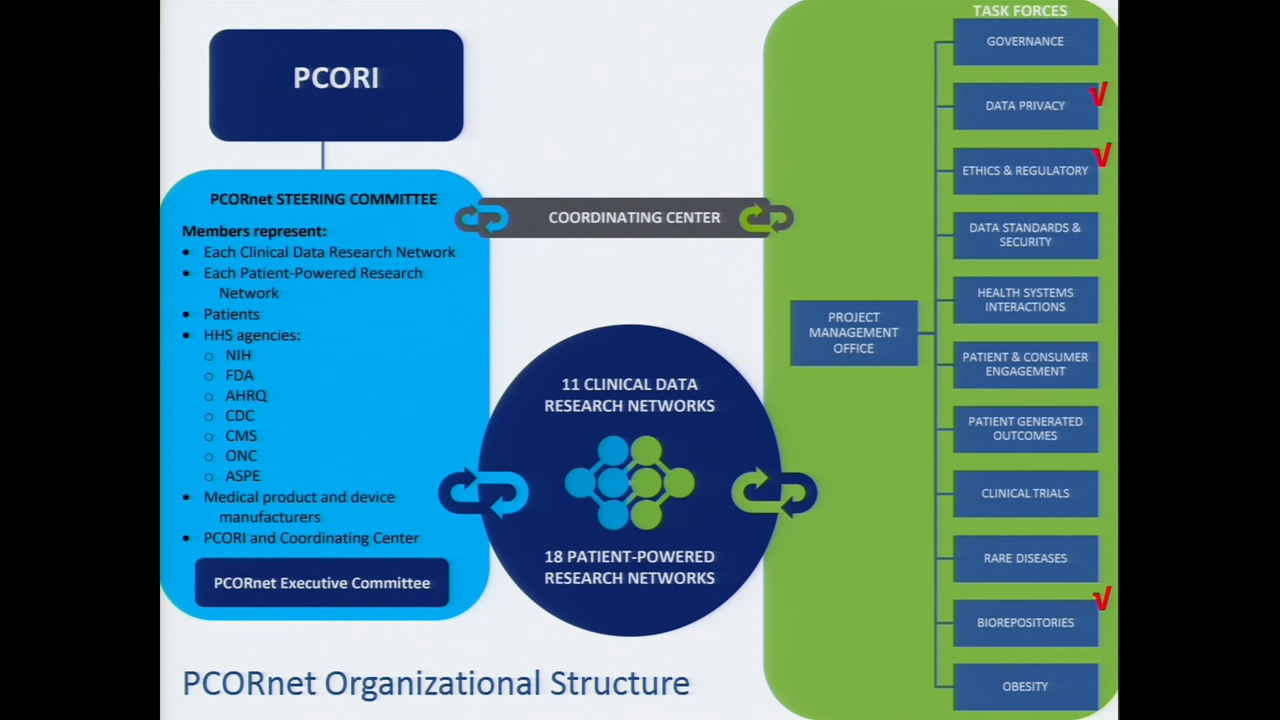 PCORI
PCORnet STEERING COMMITTEE
Members represent:
• Each Clinical Data Research Network
• Each Patient-Powered Research
Network
• Patients
• HHS agencies:
o NIH
o FDA
o AHRQ
o CDC
o CMS
o ONC
o ASPE
• Medical product and device
manufacturers
• PCORI and Coordinating Center
PCORnet Executive Committee
COORDINATING CENTER
11 CLINICAL DATA
RESEARCH NETWORKS
18 PATIENT-POWERED
RESEARCH NETWORKS
TASK FORCES
PROJECT
MANAGEMENT
OFFICE
GOVERNANCE
DATA PRIVACY √
ETHICS & REGULATORY √
DATA STANDARDS &
SECURITY
HEALTH SYSTEMS
INTERACTIONS
PATIENT & CONSUMER
ENGAGEMENT
PATIENT GENERATED
OUTCOMES
CLINICAL TRIALS
RARE DISEASES
BIOREPOSITORIES √
OBESITY
PCORnet Organizational Structure